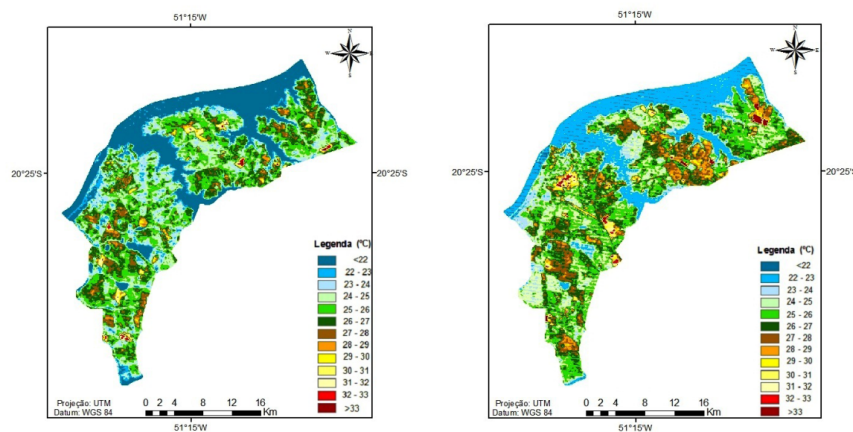 51°15'W
N
W
E
S
20°25'S
Legenda (ºC)
<22
22 - 23
23 - 24
24 - 25
25 - 26
26 - 27
27 - 28
28 - 29
29 - 30
30 - 31
31 - 32
32 - 33
>33
Projeção: UTM
Datum: WGS 84
0 2 4 8 12 16
Km
51°15'W
51°15'W
N
W
E
S
20°25'S
20°25'S
Legenda (ºC)
<22
22 - 23
23 - 24
24 - 25
25 - 26
26 - 27
27 - 28
28 - 29
29 - 30
30 - 31
31 - 32
32 - 33
>33
Projeção: UTM
Datum: WGS 84
0 2 4 8 12 16
Km
51°15'W